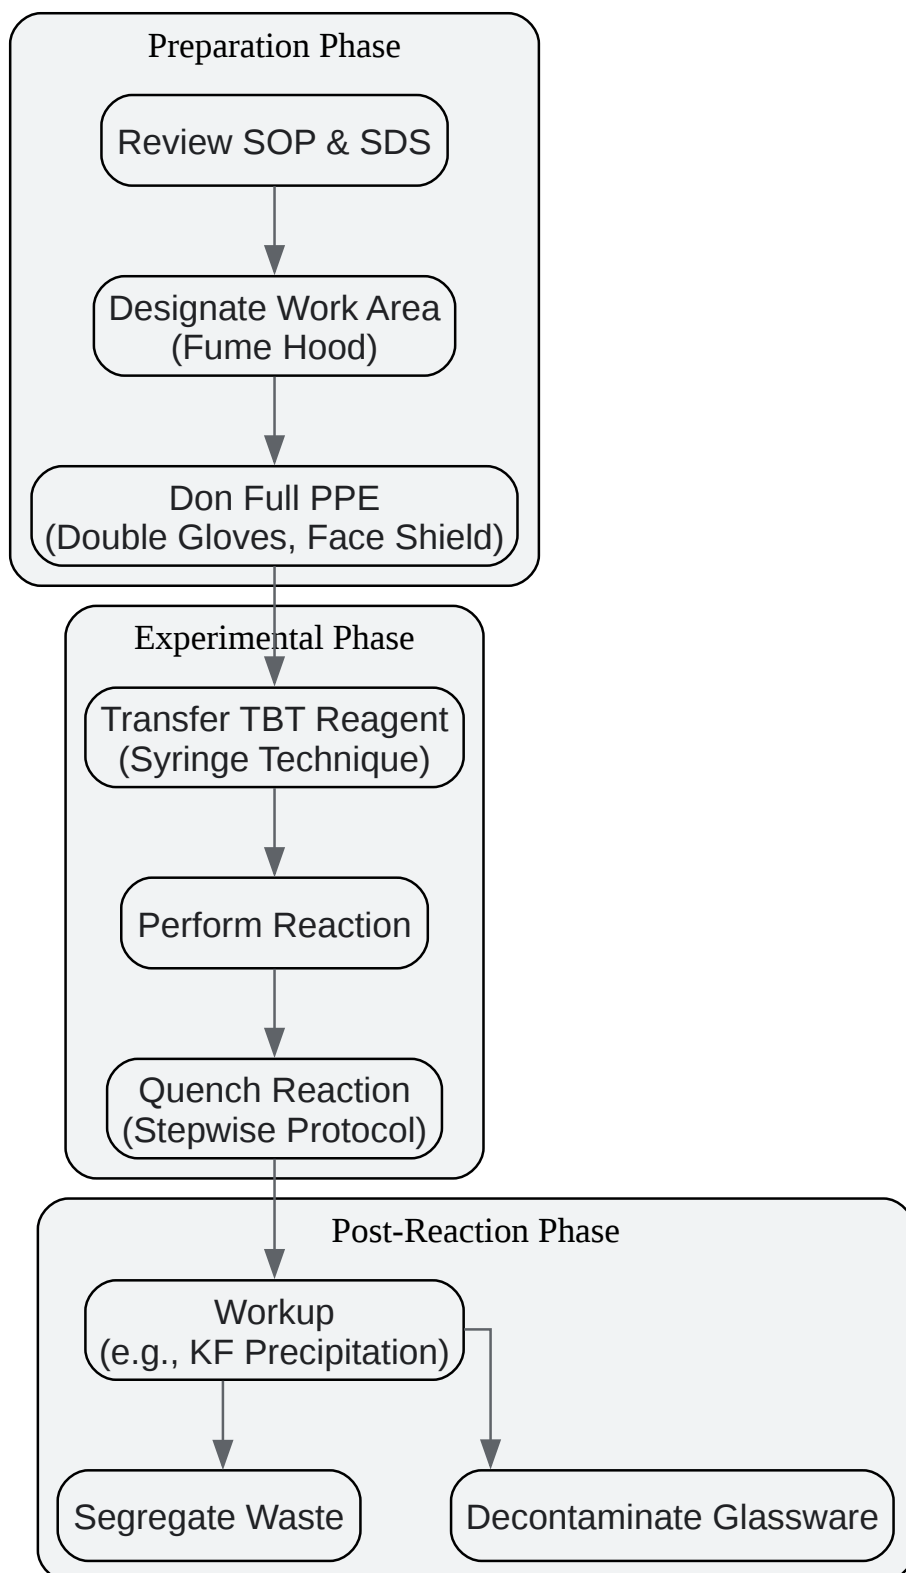 Preparation Phase
Review SOP & SDS
Designate Work Area
(Fume Hood)
Don Full PPE
(Double Gloves, Face Shield)
Experimental Phase
Transfer TBT Reagent
(Syringe Technique)
Perform Reaction
Quench Reaction
(Stepwise Protocol)
Post-Reaction Phase
Workup
(e.g., KF Precipitation)
Segregate Waste
Decontaminate Glassware